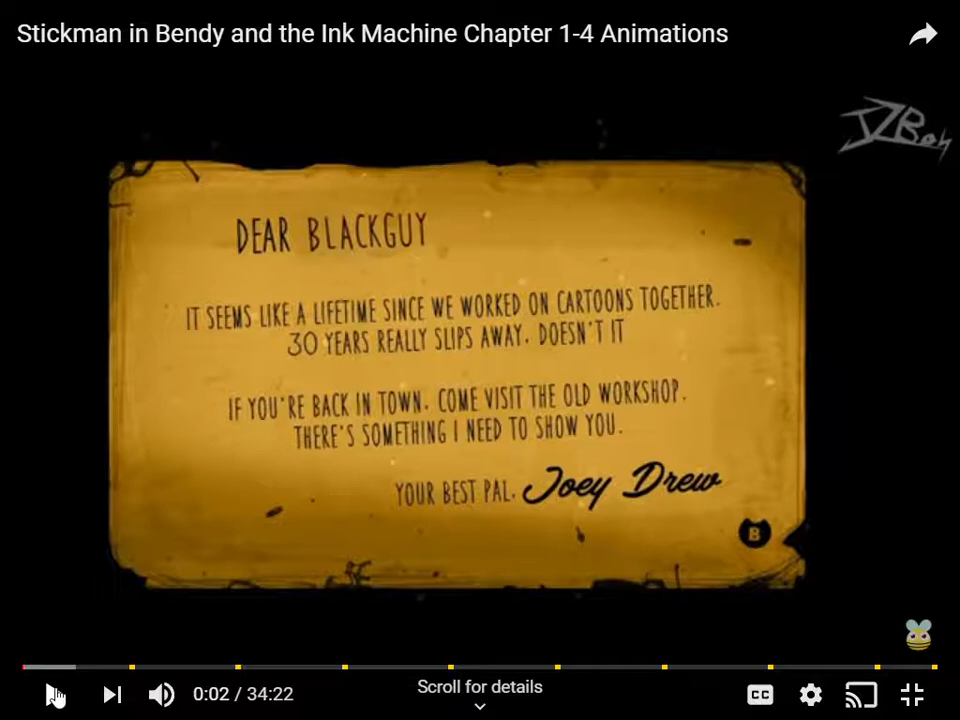 Stickman in Bendy and the Ink Machine Chapter 1-4 Animations
JZBoy
DEAR BLACKGUY
IT SEEMS LIKE A LIFETIME SINCE WE WORKED ON CARTOONS TOGETHER.
30 YEARS REALLY SLIPS AWAY, DOESN'T IT
IF YOU'RE BACK IN TOWN, COME VISIT THE OLD WORKSHOP.
THERE'S SOMETHING I NEED TO SHOW YOU.
YOUR BEST PAL, Joey Drew
B
0:02 / 34:22
Scroll for details
CC